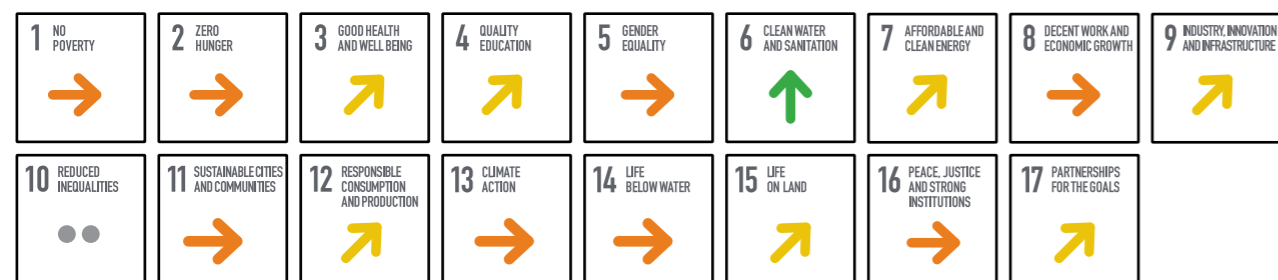 1 NO
POVERTY
2 ZERO
HUNGER
3 GOOD HEALTH
AND WELL BEING
4 QUALITY
EDUCATION
5 GENDER
EQUALITY
6 CLEAN WATER
AND SANITATION
7 AFFORDABLE AND
CLEAN ENERGY
8 DECENT WORK AND
ECONOMIC GROWTH
9 INDUSTRY, INNOVATION
AND INFRASTRUCTURE
10 REDUCED
INEQUALITIES
11 SUSTAINABLE CITIES
AND COMMUNITIES
12 RESPONSIBLE
CONSUMPTION
AND PRODUCTION
13 CLIMATE
ACTION
14 LIFE
BELOW WATER
15 LIFE
ON LAND
16 PEACE, JUSTICE
AND STRONG
INSTITUTIONS
17 PARTNERSHIPS
FOR THE GOALS